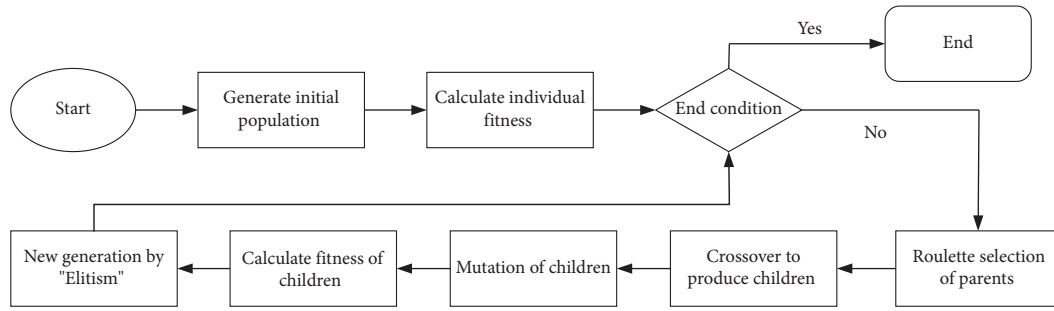 Start
Generate initial
population
Calculate individual
fitness
End condition
Yes
End
No
Roulette selection
of parents
Crossover to
produce children
Mutation of children
Calculate fitness of
children
New generation by
"Elitism"